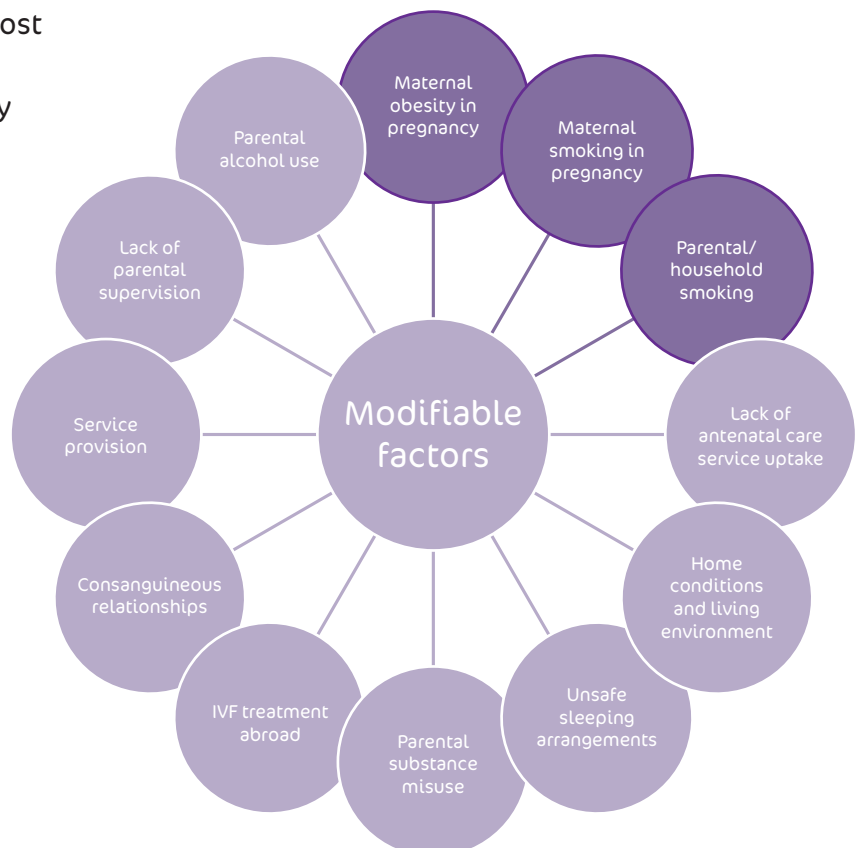 ost
y
Maternal
obesity in
pregnancy
Maternal
smoking in
pregnancy
Parental/
household
smoking
Lack of
antenatal care
service uptake
Home
conditions
and living
environment
Unsafe
sleeping
arrangements
Parental
substance
misuse
IVF treatment
abroad
Consanguineous
relationships
Service
provision
Lack of
parental
supervision
Parental
alcohol use
Modifiable
factors